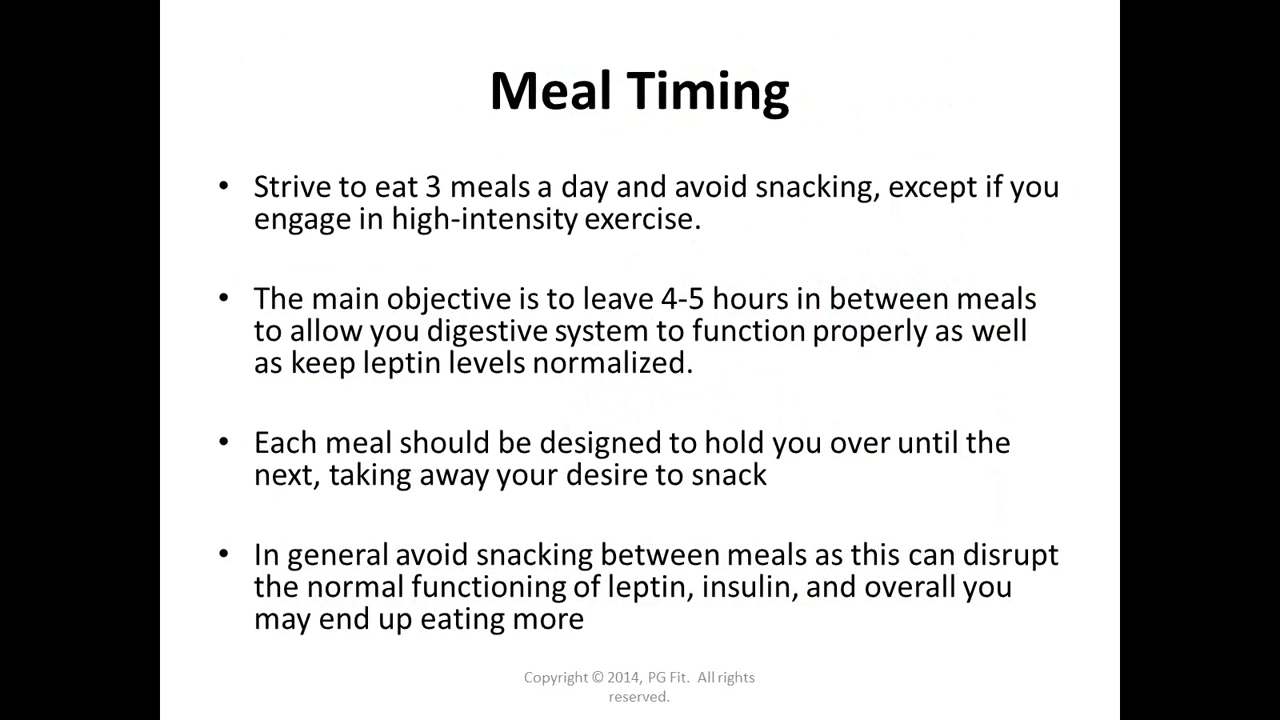 Meal Timing
• Strive to eat 3 meals a day and avoid snacking, except if you
engage in high-intensity exercise.
• The main objective is to leave 4-5 hours in between meals
to allow you digestive system to function properly as well
as keep leptin levels normalized.
• Each meal should be designed to hold you over until the
next, taking away your desire to snack
• In general avoid snacking between meals as this can disrupt
the normal functioning of leptin, insulin, and overall you
may end up eating more
Copyright © 2014, PG Fit.  All rights
reserved.